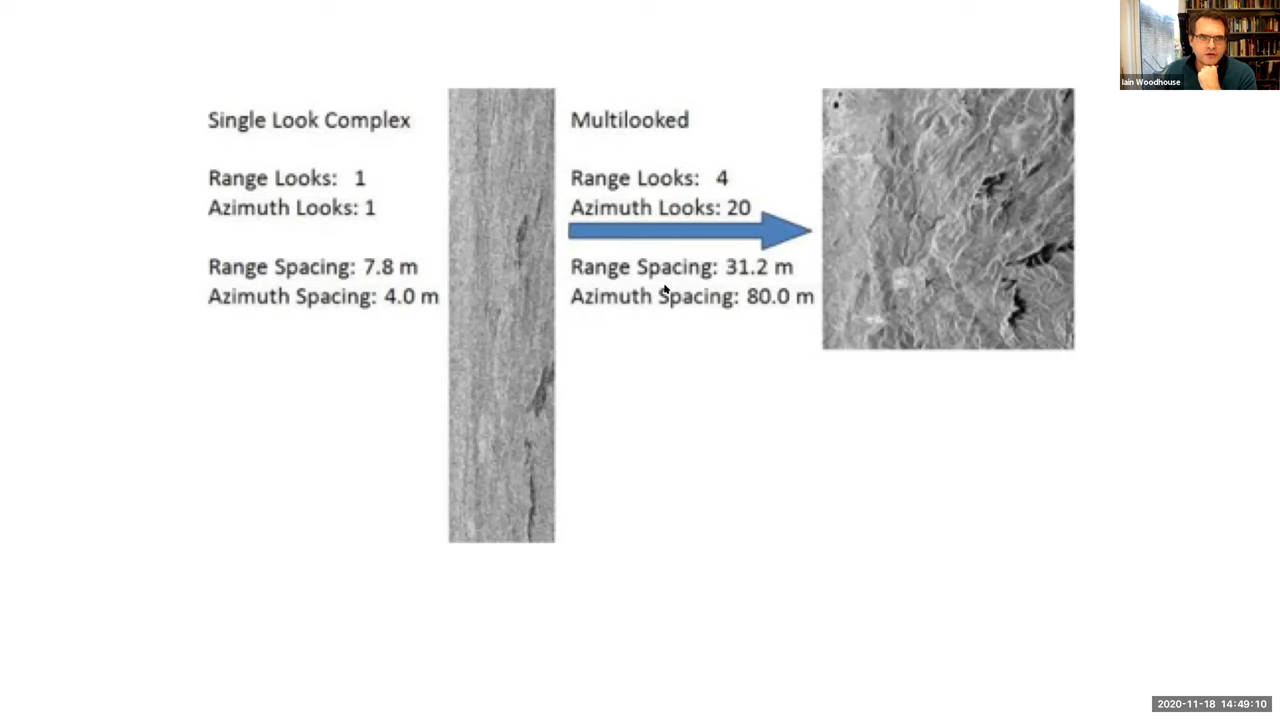 Iain Woodhouse
Single Look Complex
Range Looks: 1
Azimuth Looks: 1
Range Spacing: 7.8 m
Azimuth Spacing: 4.0 m
Multilooked
Range Looks: 4
Azimuth Looks: 20
Range Spacing: 31.2 m
Azimuth Spacing: 80.0 m
2020-11-18 14:49:10